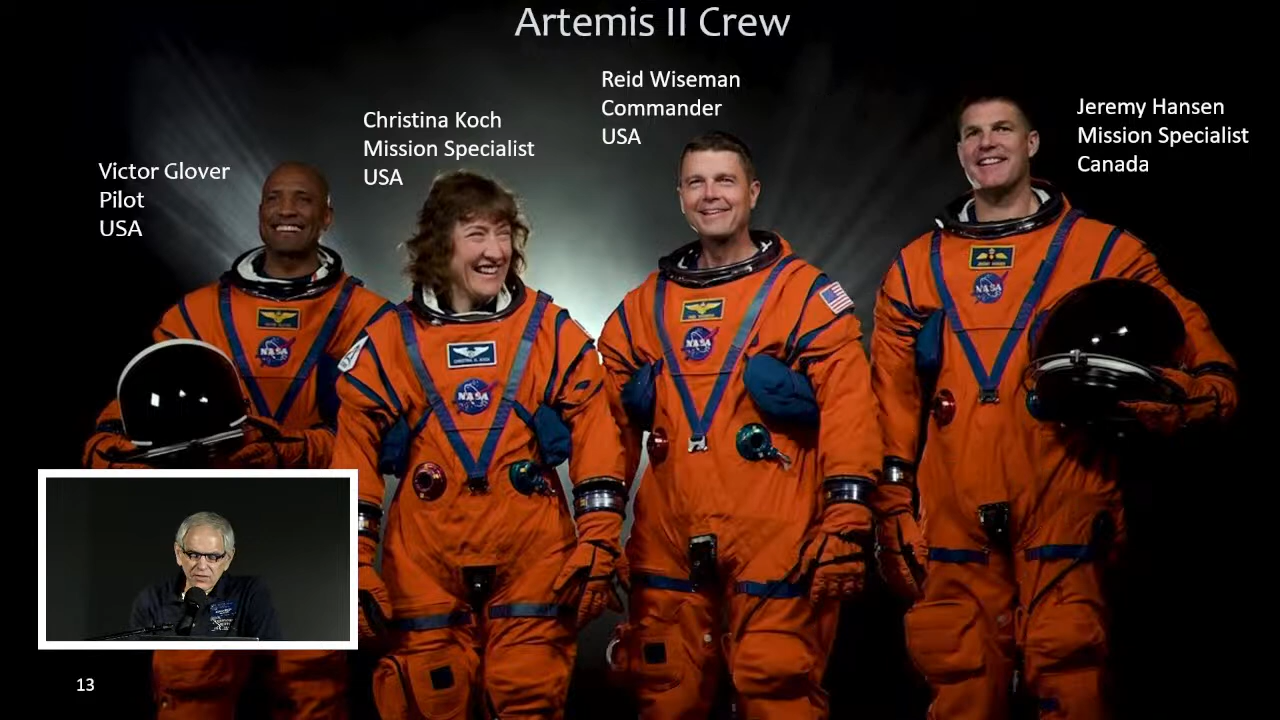 Artemis II Crew
Victor Glover
Pilot
USA
Christina Koch
Mission Specialist
USA
Reid Wiseman
Commander
USA
Jeremy Hansen
Mission Specialist
Canada
NASA
NASA
NASA
NASA
13